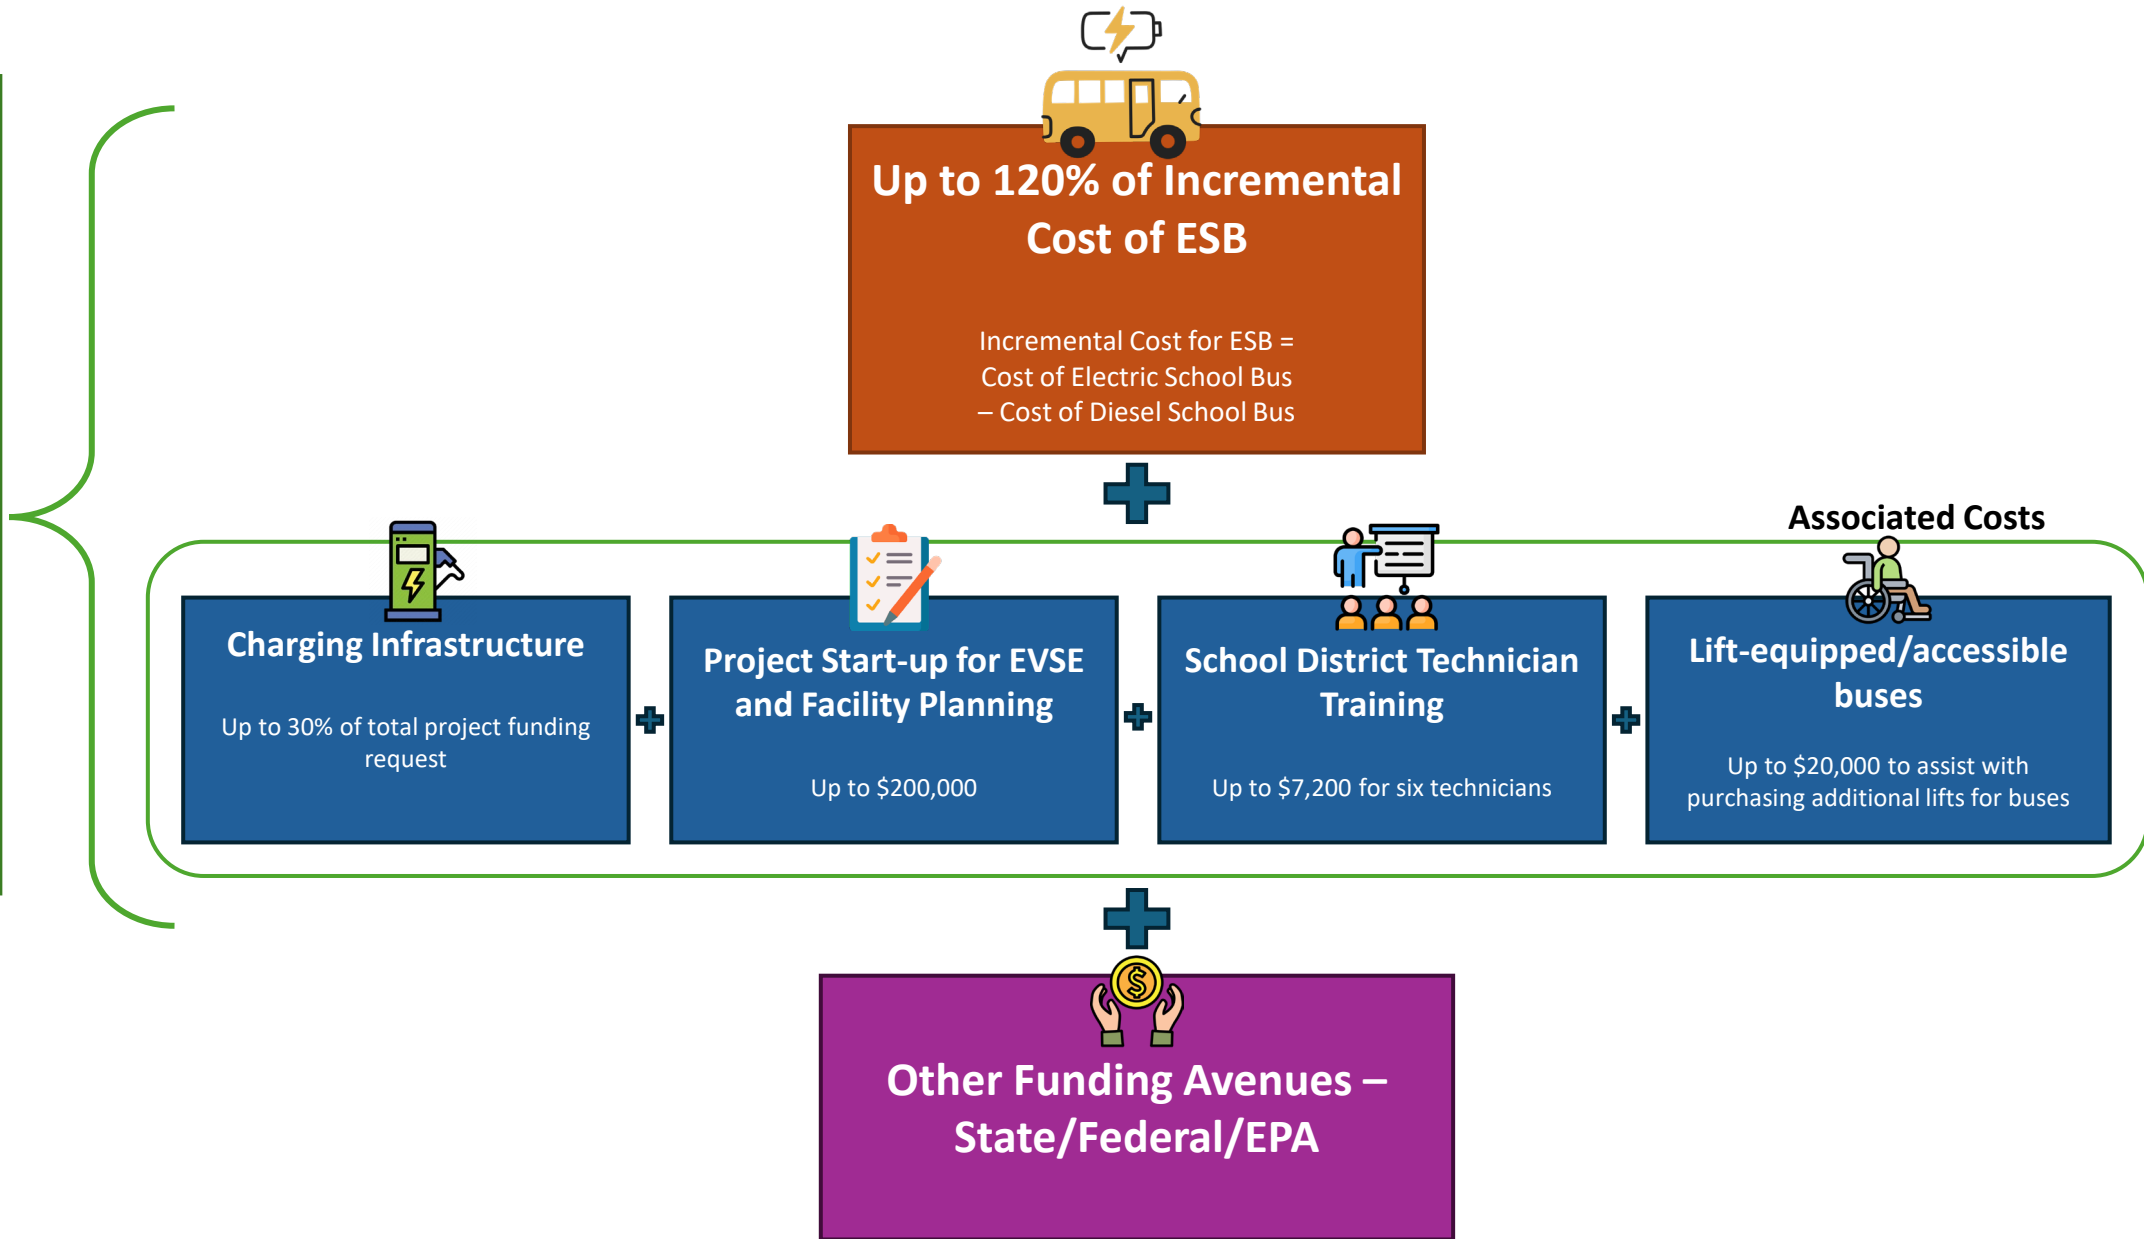 Up to 120% of Incremental
Cost of ESB
Incremental Cost for ESB =
Cost of Electric School Bus
– Cost of Diesel School Bus
Associated Costs
Charging Infrastructure
Up to 30% of total project funding
request
Project Start-up for EVSE
and Facility Planning
Up to $200,000
School District Technician
Training
Up to $7,200 for six technicians
Lift-equipped/accessible
buses
Up to $20,000 to assist with
purchasing additional lifts for buses
$
Other Funding Avenues –
State/Federal/EPA